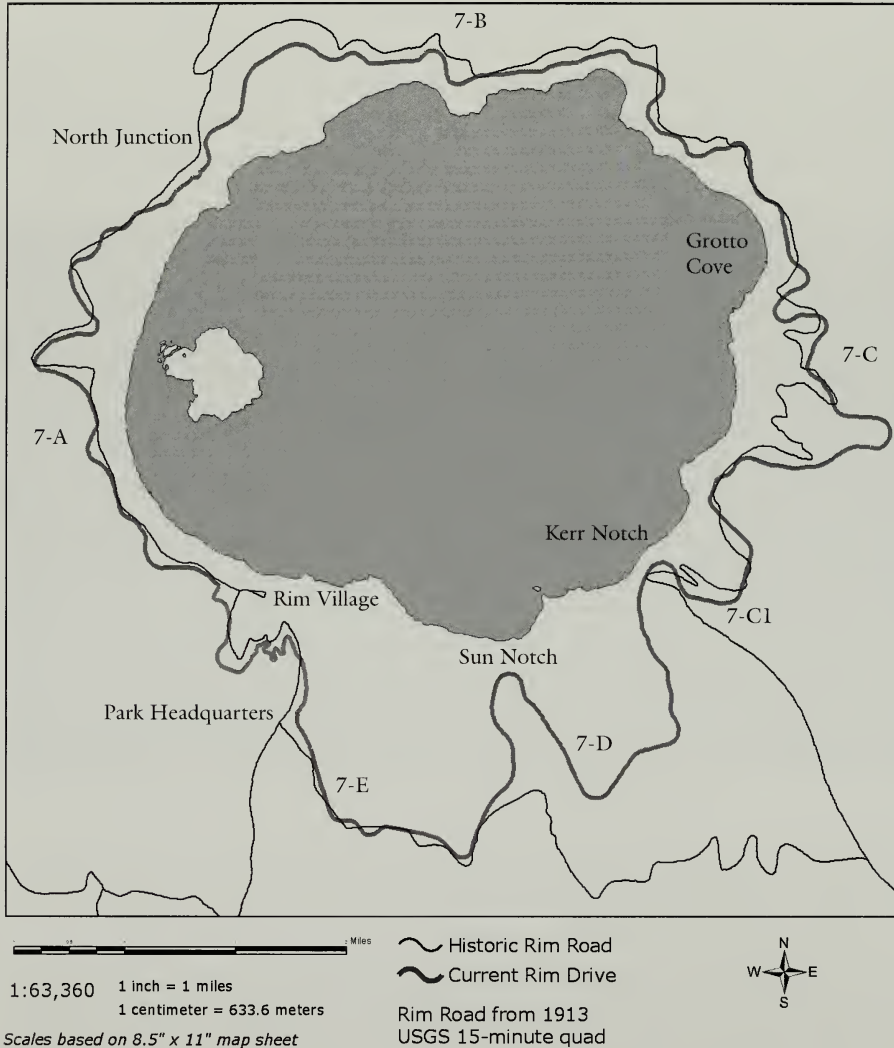 7-B
North Junction
Grotto
Cove
7-C
7-A
Kerr Notch
Rim Village
7-C1
Sun Notch
Park Headquarters
7-D
7-E
Miles
1:63,360
1 inch = 1 miles
1 centimeter = 633.6 meters
Scales based on 8.5" x 11" map sheet
Historic Rim Road
Current Rim Drive
Rim Road from 1913
USGS 15-minute quad
N
W E
S